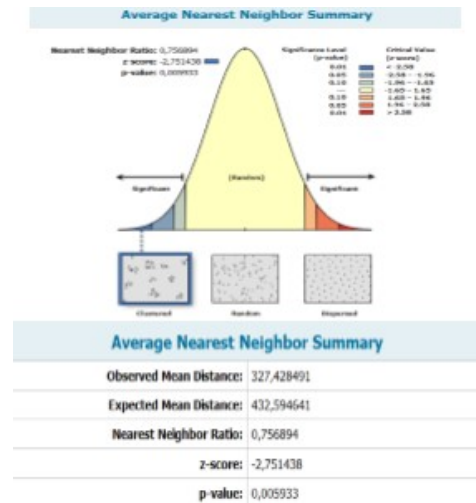 Average Nearest Neighbor Summary
Nearest Neighbor Ratio: 0,756894
z-score: -2,751438
p-value: 0,005933
Significance Level (p-value)
Critical Value (z-score)
0.01 < -2.58
0.05 -2.58 - -1.96
0.10 -1.96 - -1.65
— -1.65 - 1.65
0.10 1.65 - 1.96
0.05 1.96 - 2.58
0.01 > 2.58
Significant
(Random)
Significant
Clustered
Random
Dispersed
Average Nearest Neighbor Summary
Observed Mean Distance: 327,428491
Expected Mean Distance: 432,594641
Nearest Neighbor Ratio: 0,756894
z-score: -2,751438
p-value: 0,005933